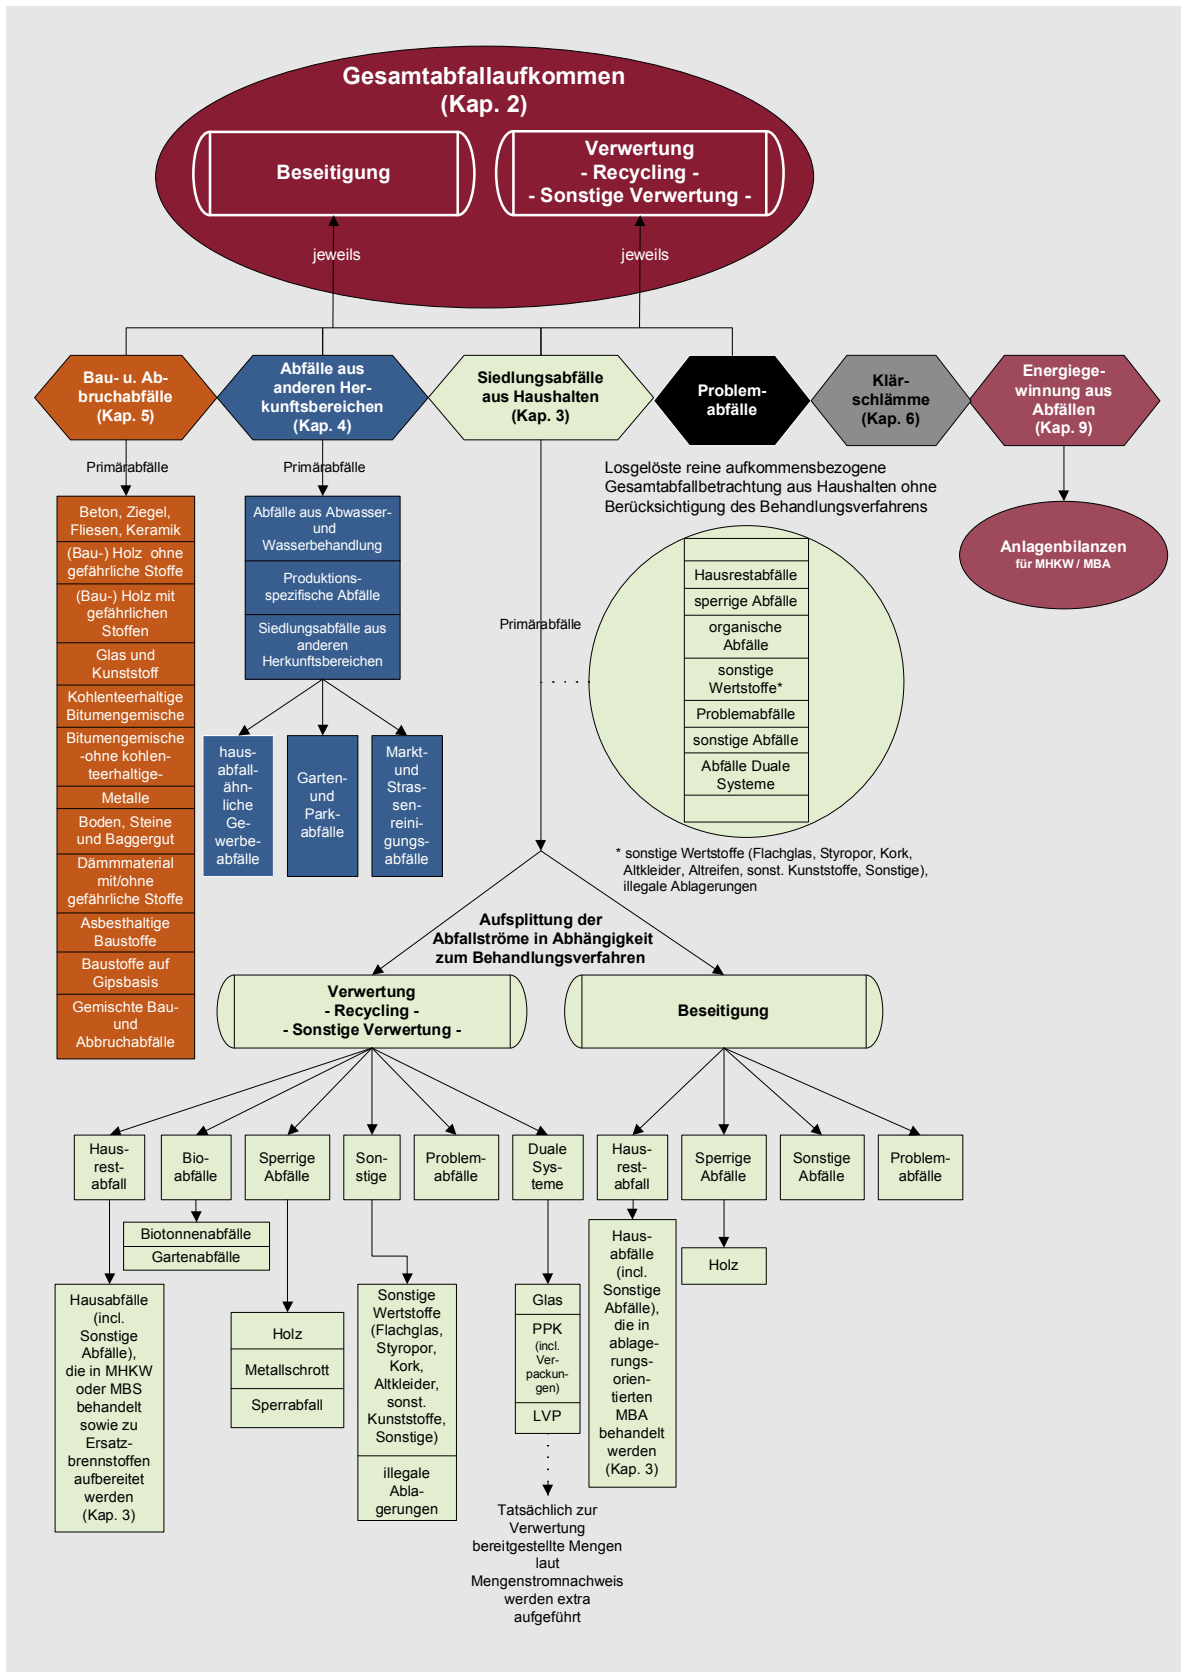 Gesamtabfallaufkommen
(Kap. 2)
Beseitigung
Verwertung
- Recycling -
- Sonstige Verwertung -
jeweils
jeweils
Bau- u. Ab-
bruchabfälle
(Kap. 5)
Abfälle aus
anderen Her-
kunftsbereichen
(Kap. 4)
Siedlungsabfälle
aus Haushalten
(Kap. 3)
Problem-
abfälle
Klär-
schlämme
(Kap. 6)
Energiege-
winnung aus
Abfällen
(Kap. 9)
Primärabfälle
Beton, Ziegel,
Fliesen, Keramik
(Bau-) Holz ohne
gefährliche Stoffe
(Bau-) Holz mit
gefährlichen
Stoffen
Glas und
Kunststoff
Kohlenteerhaltige
Bitumengemische
Bitumengemische
-ohne kohlen-
teerhaltige-
Metalle
Boden, Steine
und Baggergut
Dämmmaterial
mit/ohne
gefährliche Stoffe
Asbesthaltige
Baustoffe
Baustoffe auf
Gipsbasis
Gemischte Bau-
und
Abbruchabfälle
Primärabfälle
Abfälle aus Abwasser-
und
Wasserbehandlung
Produktions-
spezifische Abfälle
Siedlungsabfälle aus
anderen
Herkunftsbereichen
haus-
abfall-
ähn-
liche
Ge-
werbe-
abfälle
Garten-
und
Park-
abfälle
Markt-
und
Stras-
sen-
reini-
gungs-
abfälle
Primärabfälle
Losgelöste reine aufkommensbezogene
Gesamtabfallbetrachtung aus Haushalten ohne
Berücksichtigung des Behandlungsverfahrens
Hausrestabfälle
sperrige Abfälle
organische
Abfälle
sonstige
Wertstoffe*
Problemabfälle
sonstige Abfälle
Abfälle Duale
Systeme
* sonstige Wertstoffe (Flachglas, Styropor, Kork,
Altkleider, Altreifen, sonst. Kunststoffe, Sonstige),
illegale Ablagerungen
Anlagenbilanzen
für MHKW / MBA
Aufsplittung der
Abfallströme in Abhängigkeit
zum Behandlungsverfahren
Verwertung
- Recycling -
- Sonstige Verwertung -
Beseitigung
Haus-
rest-
abfall
Bio-
abfälle
Sperrige
Abfälle
Son-
stige
Problem-
abfälle
Duale
Sys-
teme
Haus-
rest-
abfall
Sperrige
Abfälle
Sonstige
Abfälle
Problem-
abfälle
Hausabfälle
(incl.
Sonstige
Abfälle),
die in MHKW
oder MBS
behandelt
sowie zu
Ersatz-
brennstoffen
aufbereitet
werden
(Kap. 3)
Biotonnenabfälle
Gartenabfälle
Holz
Metallschrott
Sperrabfall
Sonstige
Wertstoffe
(Flachglas,
Styropor,
Kork,
Altkleider,
sonst.
Kunststoffe,
Sonstige)
illegale
Abla-
gerungen
Glas
PPK
(incl.
Ver-
packun-
gen)
LVP
Tatsächlich zur
Verwertung
bereitgestellte Mengen
laut
Mengenstromnachweis
werden extra
aufgeführt
Haus-
abfälle
(incl.
Sonstige
Abfälle),
die in
ablage-
rungs-
orien-
tierten
MBA
behandelt
werden
(Kap. 3)
Holz